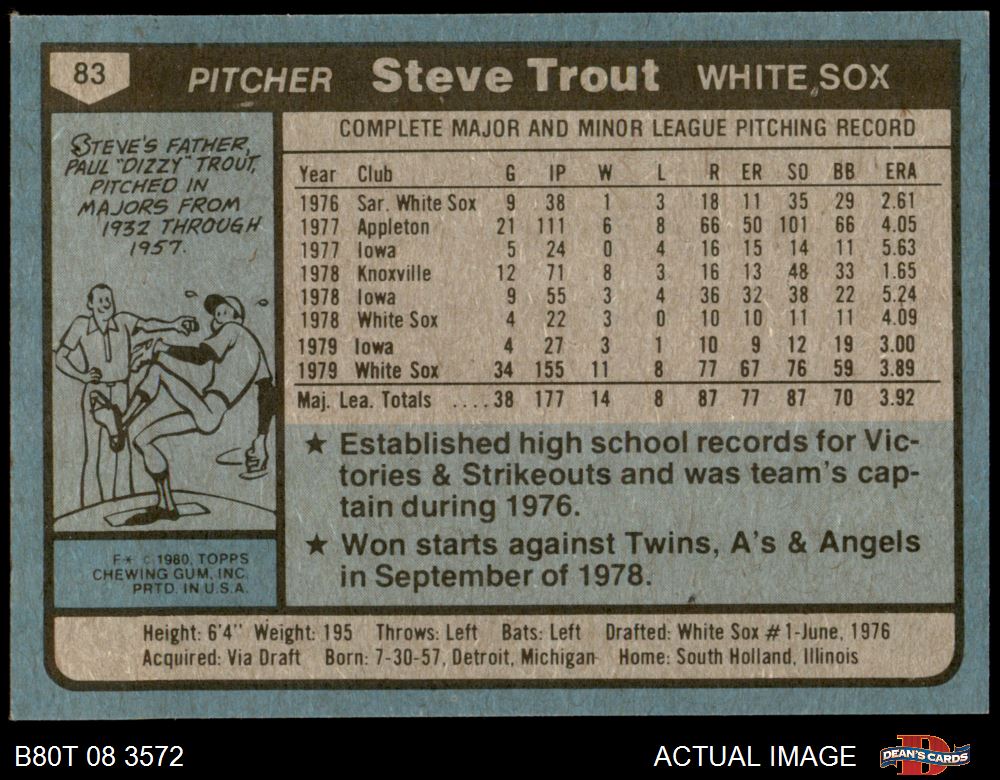 83 PITCHER Steve Trout WHITE SOX
STEVE'S FATHER,
PAUL "DIZZY" TROUT,
PITCHED IN
MAJORS FROM
1932 THROUGH
1957.
COMPLETE MAJOR AND MINOR LEAGUE PITCHING RECORD
Year Club G IP W L R ER SO BB ERA
1976 Sar. White Sox 9 38 1 3 18 11 35 29 2.61
1977 Appleton 21 111 6 8 66 50 101 66 4.05
1977 Iowa 5 24 0 4 16 15 14 11 5.63
1978 Knoxville 12 71 8 3 16 13 48 33 1.65
1978 Iowa 9 55 3 4 36 32 38 22 5.24
1978 White Sox 4 22 3 0 10 10 11 11 4.09
1979 Iowa 4 27 3 1 10 9 12 19 3.00
1979 White Sox 34 155 11 8 77 67 76 59 3.89
Maj. Lea. Totals ....38 177 14 8 87 77 87 70 3.92
★ Established high school records for Vic-
tories & Strikeouts and was team's cap-
tain during 1976.
★ Won starts against Twins, A's & Angels
in September of 1978.
F* © 1980, TOPPS
CHEWING GUM, INC.
PRTD. IN U.S.A.
Height: 6'4" Weight: 195 Throws: Left Bats: Left Drafted: White Sox #1-June, 1976
Acquired: Via Draft Born: 7-30-57, Detroit, Michigan Home: South Holland, Illinois
B80T 08 3572 ACTUAL IMAGE DEAN'S CARDS